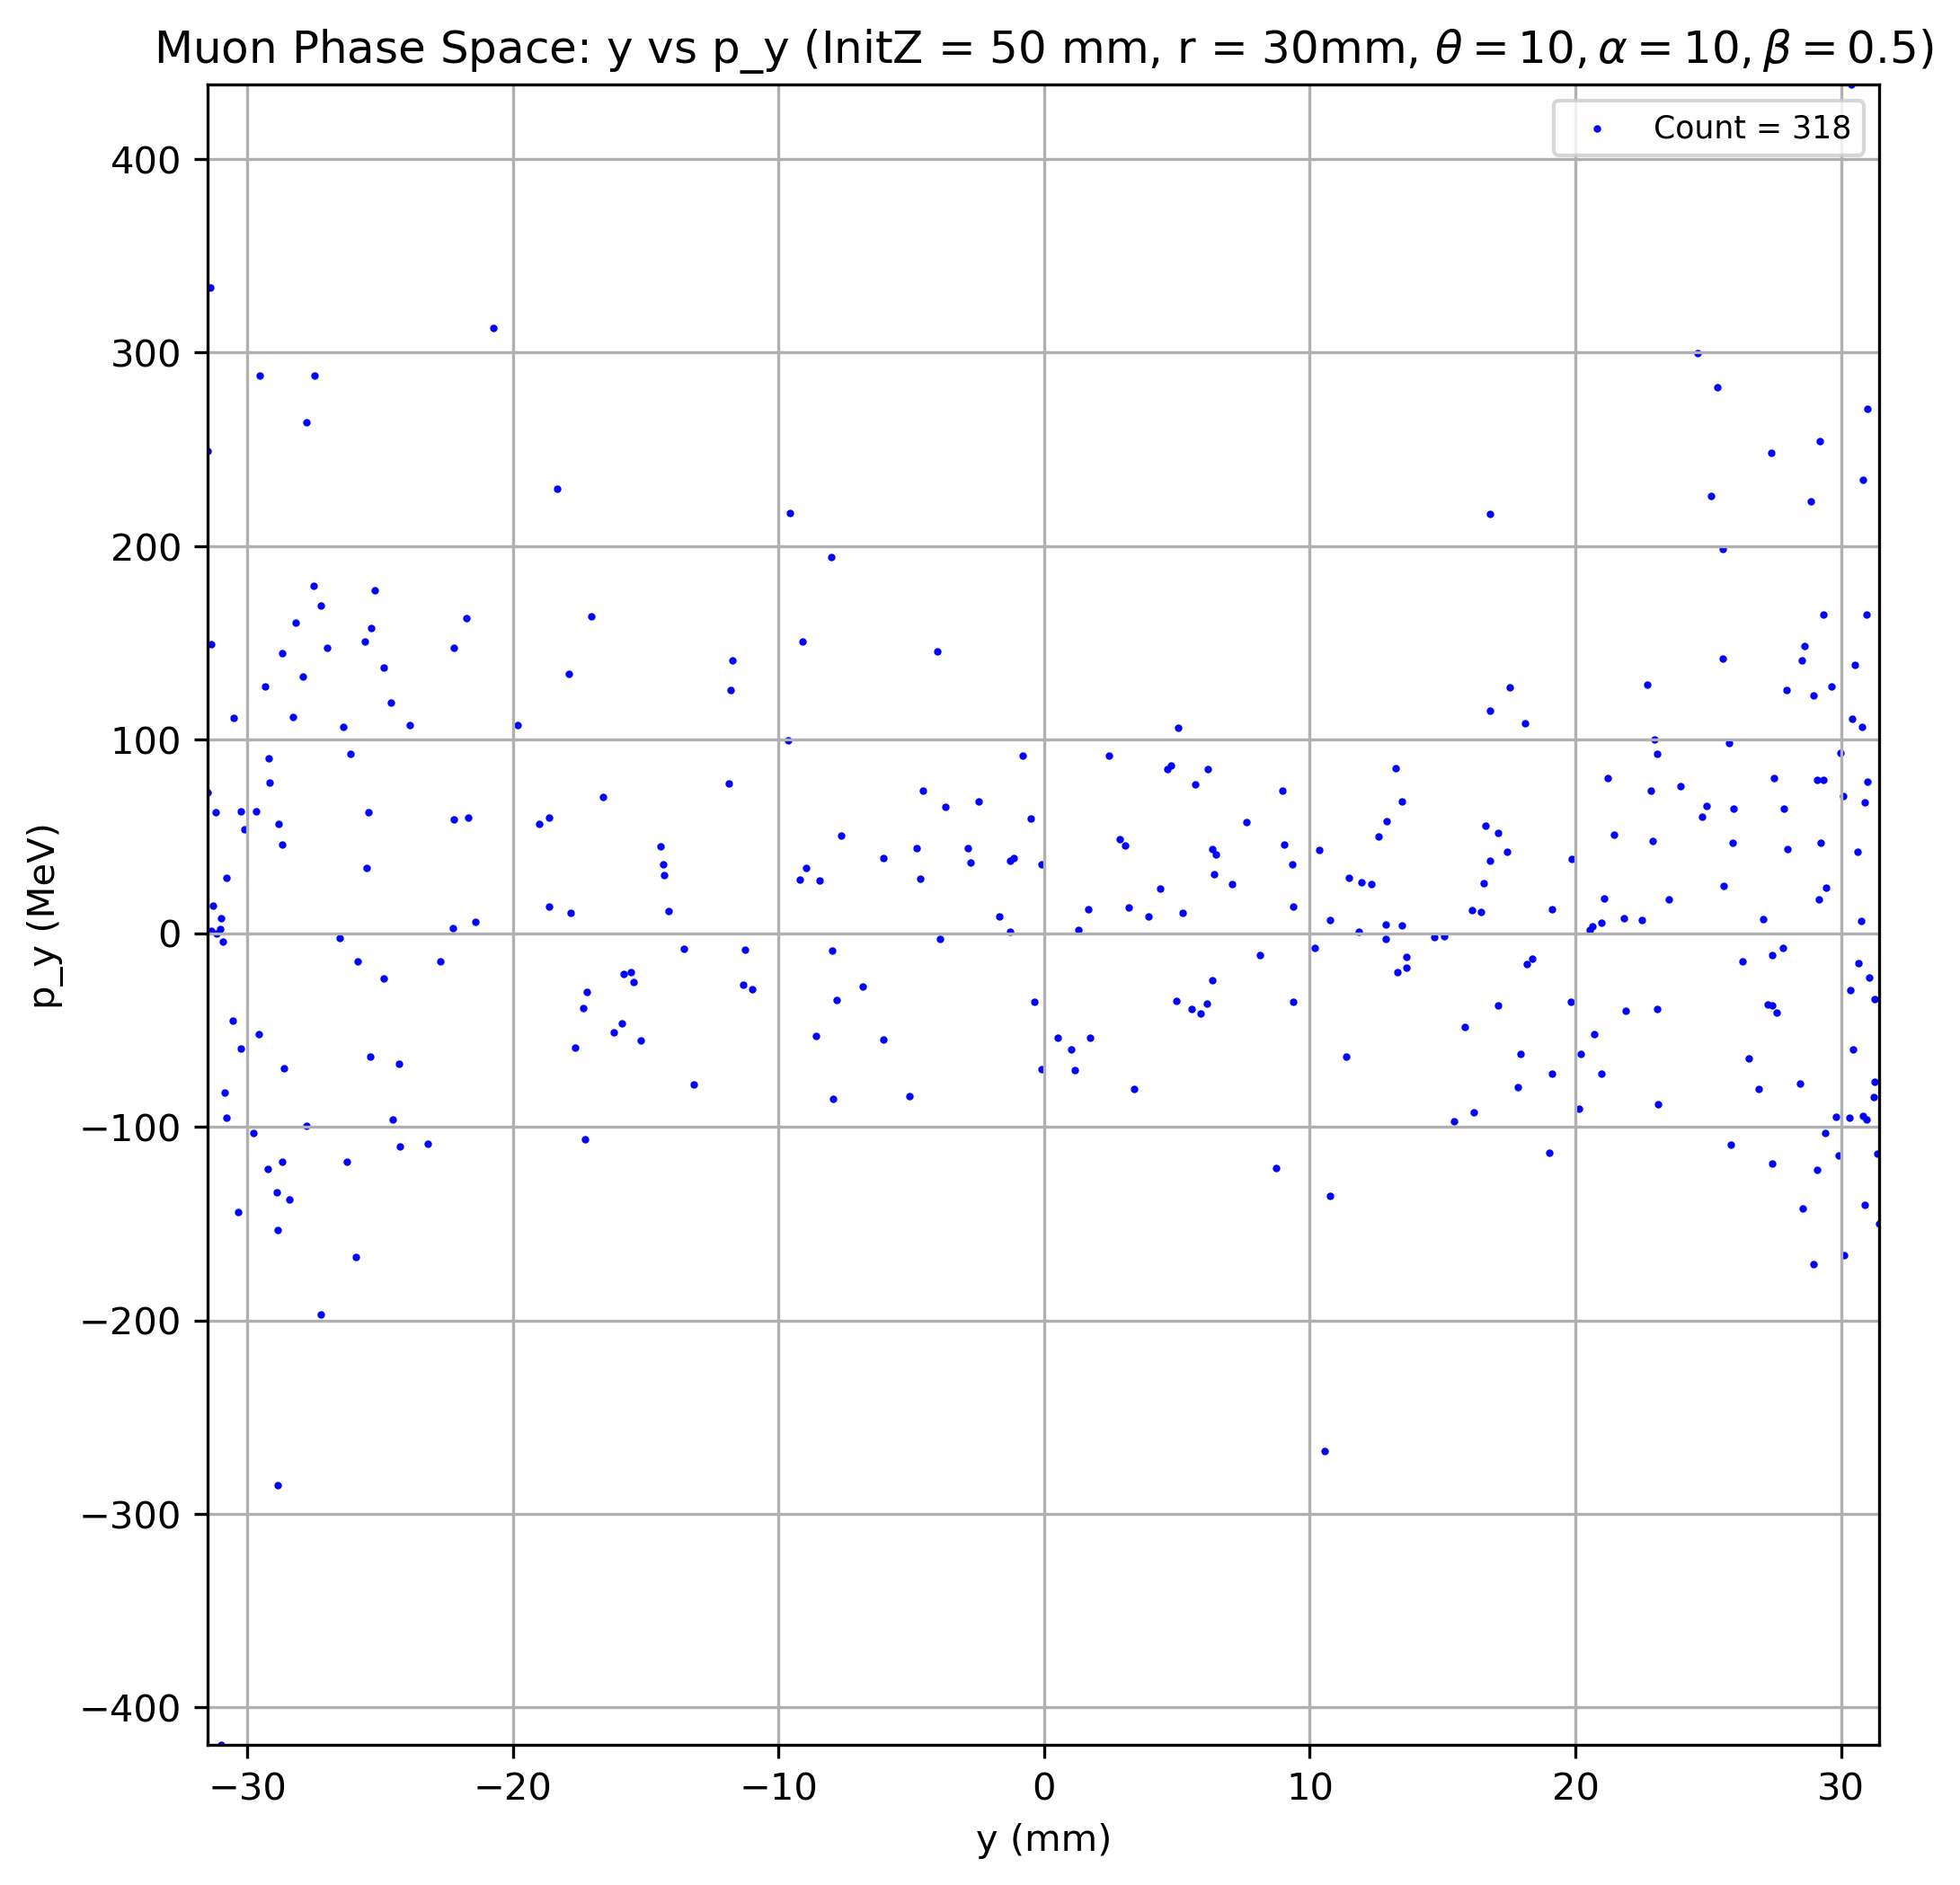 Muon Phase Space: y vs p_y (InitZ = 50 mm, r = 30mm, θ = 10, α = 10, β = 0.5)
Count = 318
400
300
200
100
0
−100
−200
−300
−400
p_y (MeV)
−30 −20 −10 0 10 20 30
y (mm)